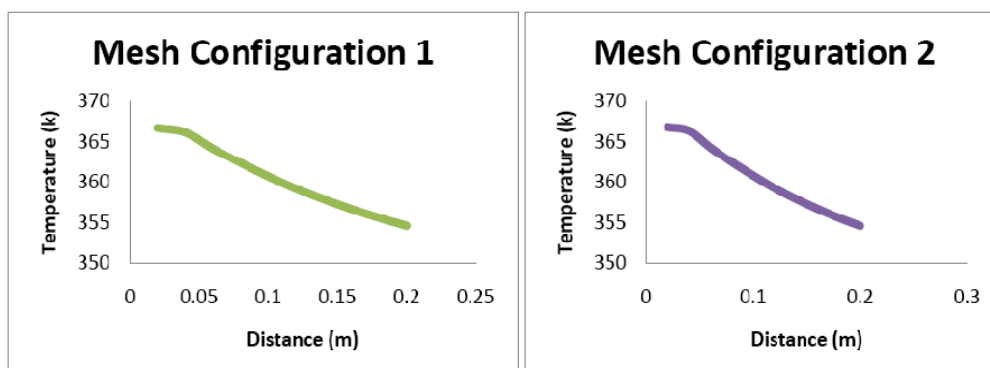 Mesh Configuration 1
Temperature (k)
370
365
360
355
350
0 0.05 0.1 0.15 0.2 0.25
Distance (m)
Mesh Configuration 2
Temperature (k)
370
365
360
355
350
0 0.1 0.2 0.3
Distance (m)